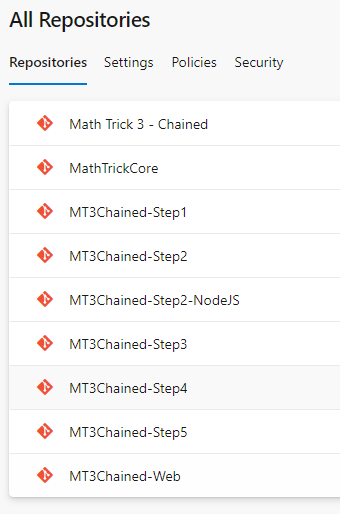 All Repositories
Repositories Settings Policies Security
Math Trick 3 - Chained
MathTrickCore
MT3Chained-Step1
MT3Chained-Step2
MT3Chained-Step2-NodeJS
MT3Chained-Step3
MT3Chained-Step4
MT3Chained-Step5
MT3Chained-Web